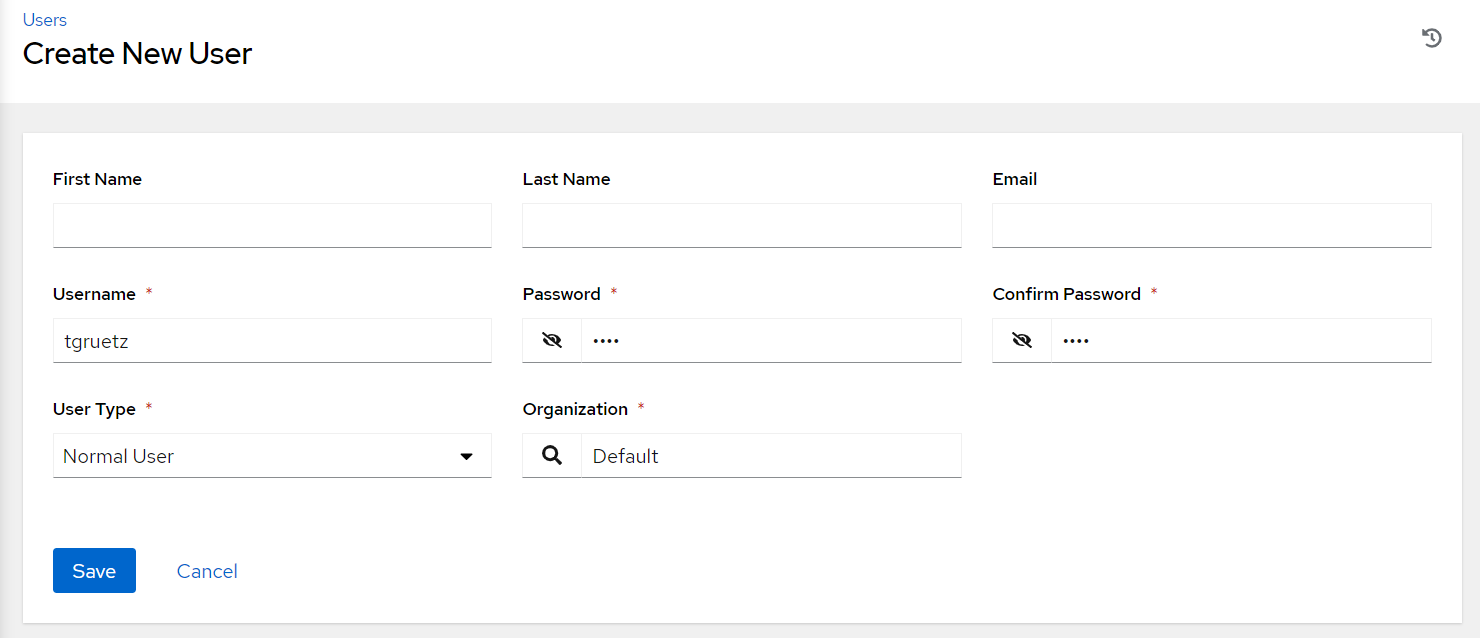 Users
Create New User
First Name
Last Name
Email
Username *
Password *
Confirm Password *
tgruetz
••••
••••
User Type *
Organization *
Normal User
Default
Save
Cancel